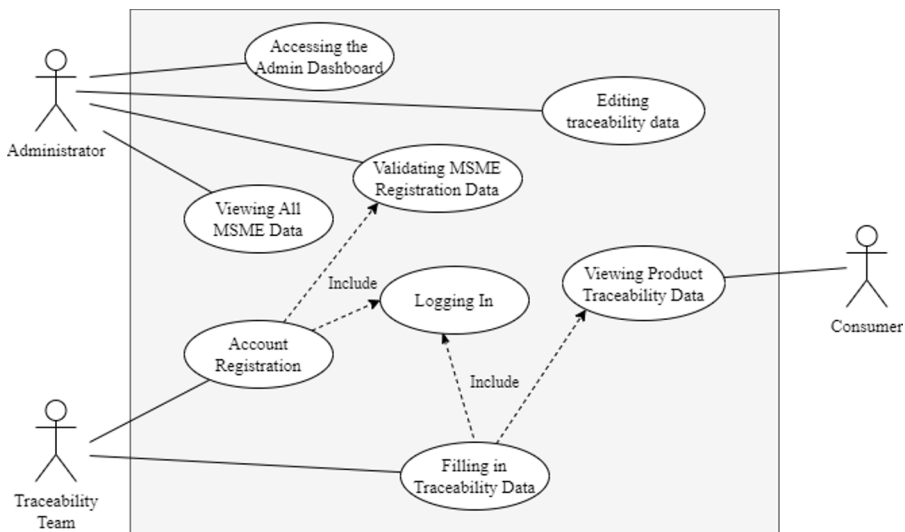 Accessing the
Admin Dashboard
Editing
traceability data
Administrator
Validating MSME
Registration Data
Viewing All
MSME Data
Viewing Product
Traceability Data
Include
Logging In
Consumer
Account
Registration
Include
Filling in
Traceability Data
Traceability
Team